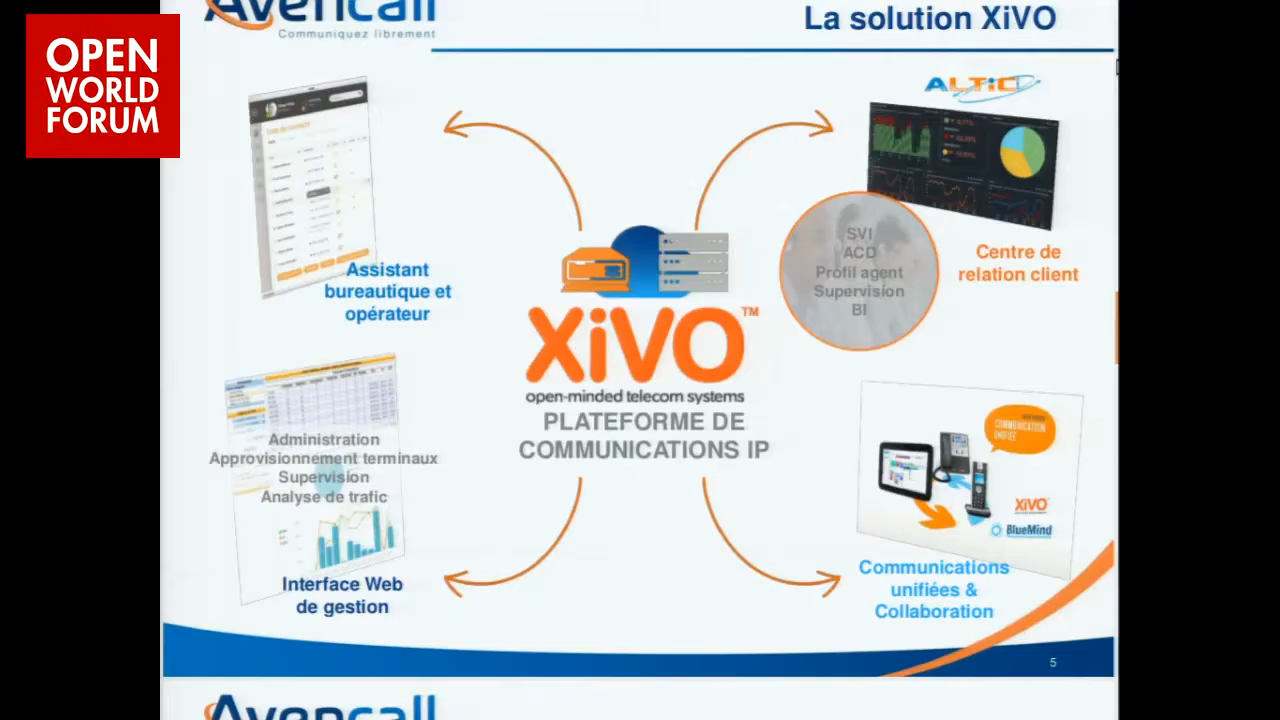 Avencall
Communiquez librement
La solution XiVO
OPEN
WORLD
FORUM
ALTiC
Assistant
bureautique et
opérateur
SVI
ACD
Profil agent
Supervision
BI
Centre de
relation client
XiVO™
open-minded telecom systems
PLATEFORME DE
COMMUNICATIONS IP
Administration
Approvisionnement terminaux
Supervision
Analyse de trafic
Interface Web
de gestion
COMMUNICATION
UNIFIÉE
XiVO
BlueMind
Communications
unifiées &
Collaboration
5
Avencall